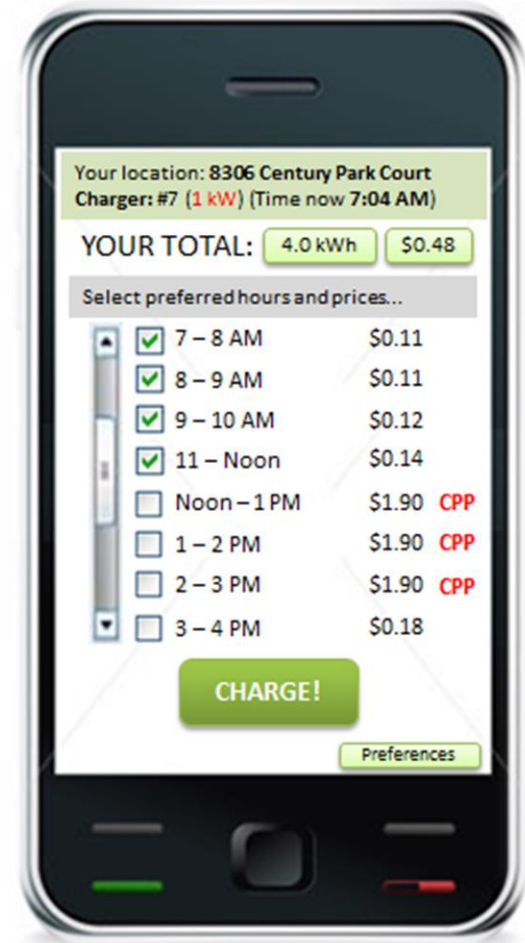 Your location: 8306 Century Park Court
Charger: #7 (1 kW) (Time now 7:04 AM)
YOUR TOTAL: 4.0 kWh $0.48
Select preferred hours and prices...
7 – 8 AM $0.11
8 – 9 AM $0.11
9 – 10 AM $0.12
11 – Noon $0.14
Noon – 1 PM $1.90 CPP
1 – 2 PM $1.90 CPP
2 – 3 PM $1.90 CPP
3 – 4 PM $0.18
CHARGE!
Preferences